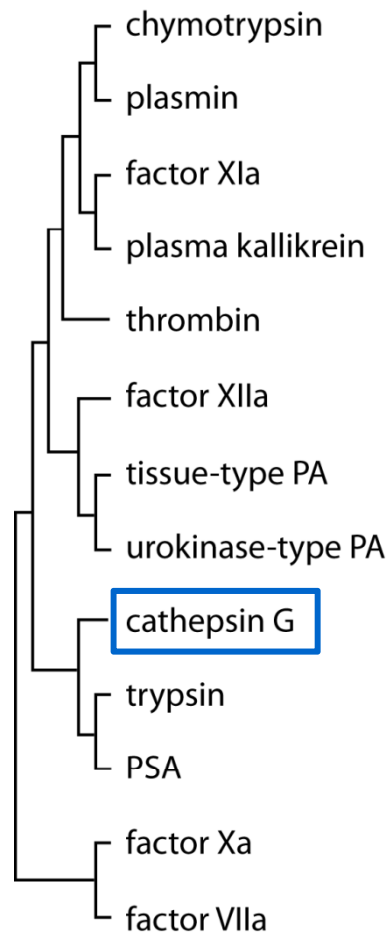 chymotrypsin
plasmin
factor XIa
plasma kallikrein
thrombin
factor XIIa
tissue-type PA
urokinase-type PA
cathepsin G
trypsin
PSA
factor Xa
factor VIIa